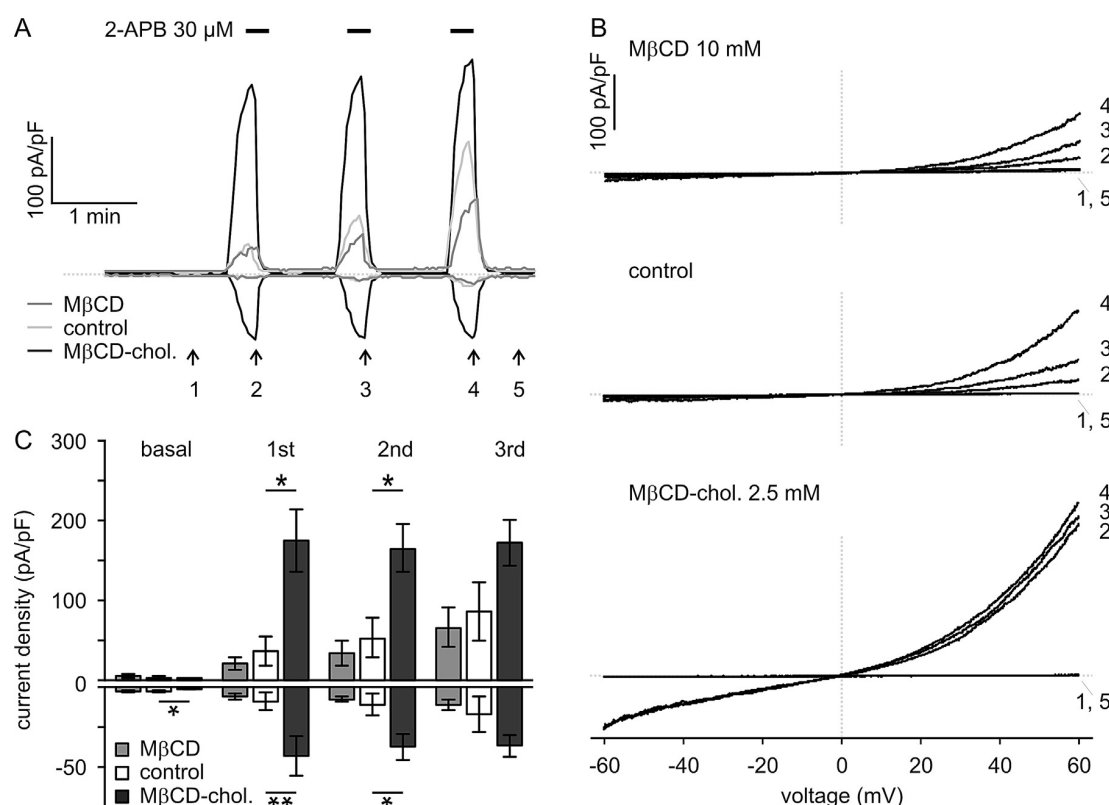 A
2-APB 30 µM
100 pA/pF
1 min
MβCD
control
MβCD-chol.
1 2 3 4 5
B
MβCD 10 mM
100 pA/pF
4
3
2
1, 5
control
4
3
2
1, 5
MβCD-chol. 2.5 mM
4
3
2
1, 5
-60 -40 -20 0 20 40 60
voltage (mV)
C
300
200
100
0
-50
current density (pA/pF)
basal 1st 2nd 3rd
* *
*
** *
MβCD
control
MβCD-chol.